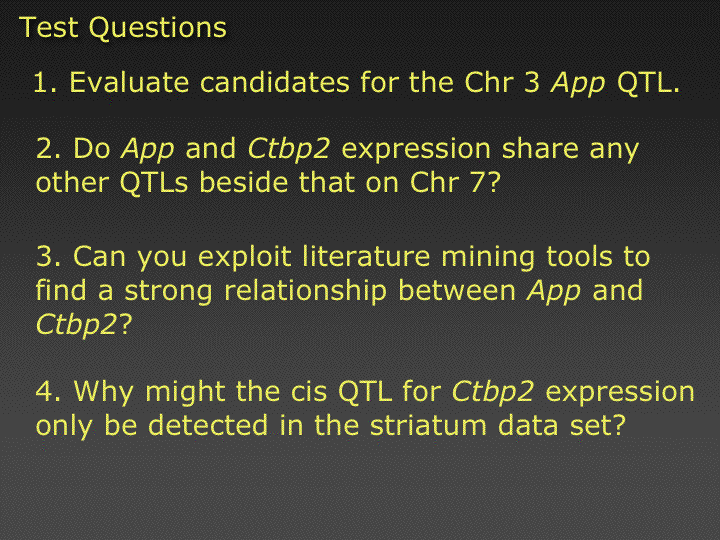 Test Questions
1. Evaluate candidates for the Chr 3 App QTL.
2. Do App and Ctbp2 expression share any
other QTLs beside that on Chr 7?
3. Can you exploit literature mining tools to
find a strong relationship between App and
Ctbp2?
4. Why might the cis QTL for Ctbp2 expression
only be detected in the striatum data set?